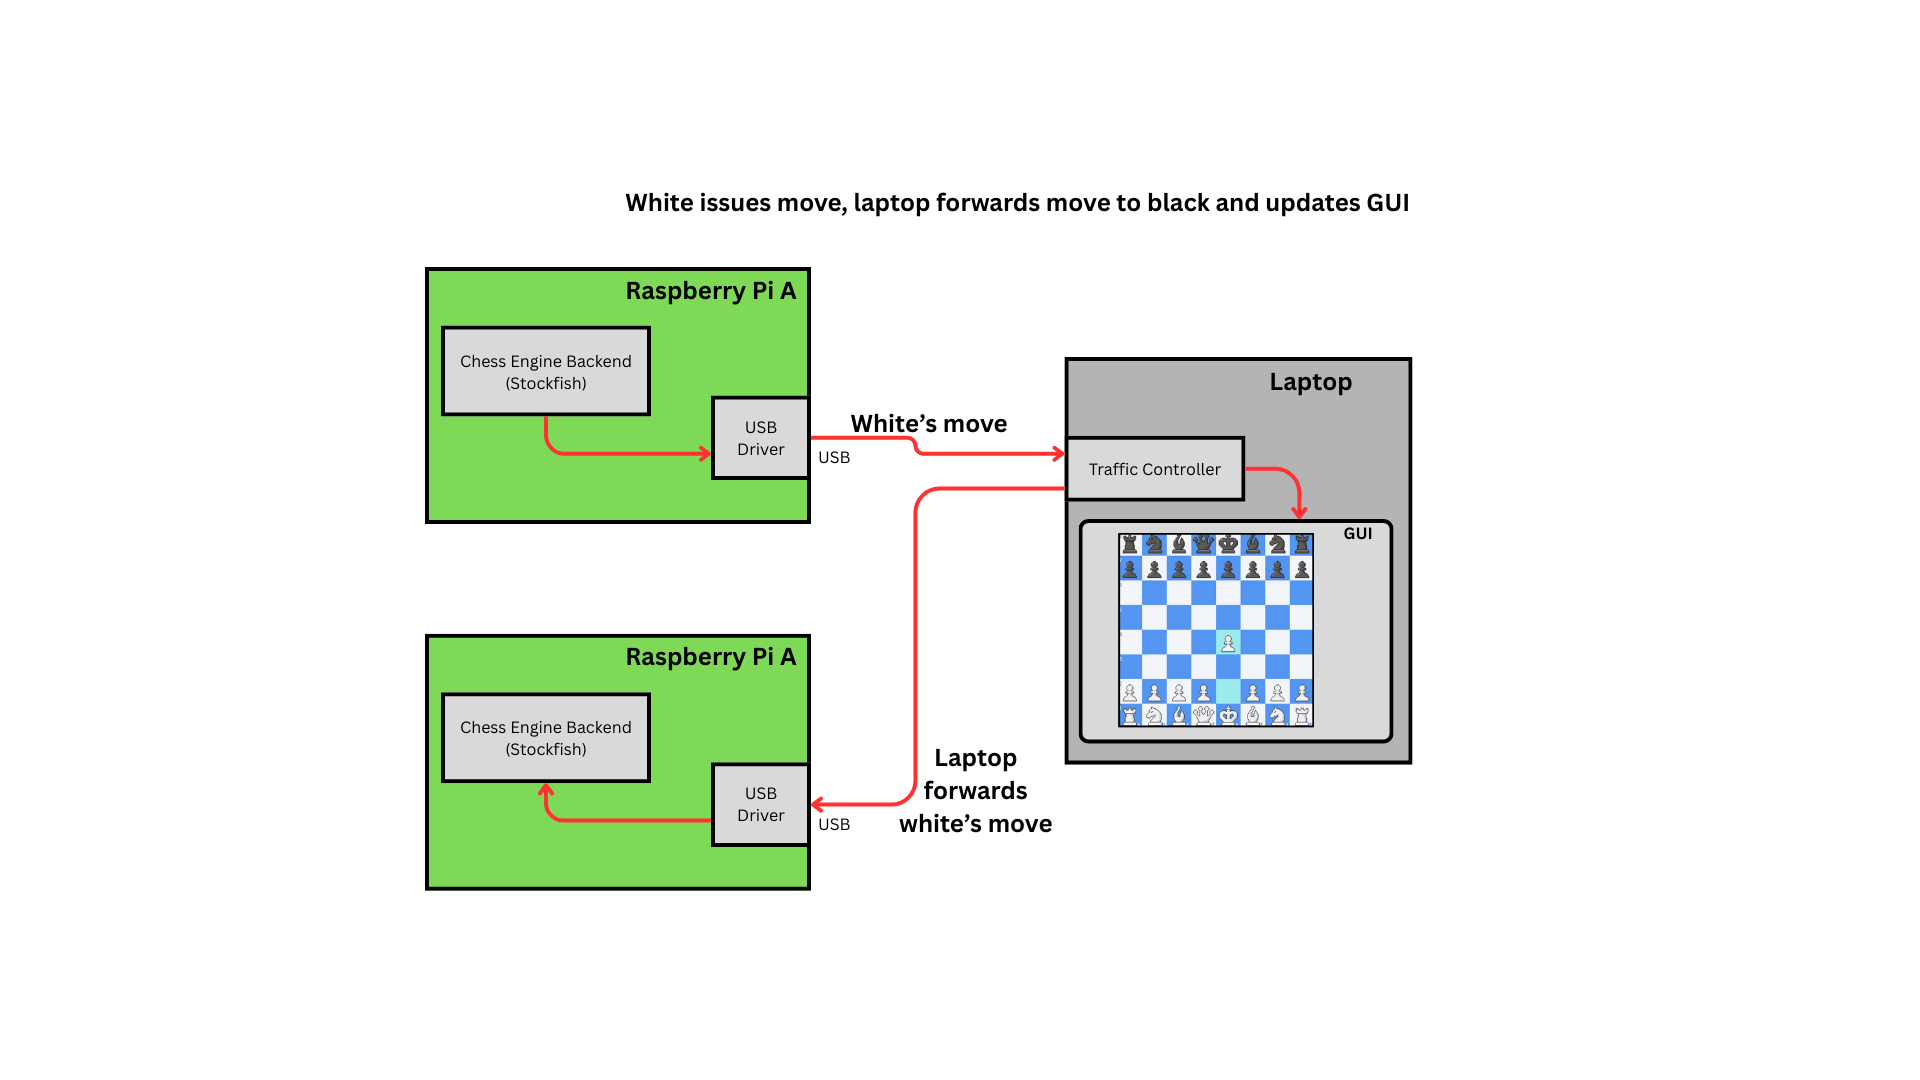 White issues move, laptop forwards move to black and updates GUI
Raspberry Pi A
Chess Engine Backend
(Stockfish)
USB
Driver
White’s move
USB
Laptop
Traffic Controller
GUI
Raspberry Pi A
Chess Engine Backend
(Stockfish)
USB
Driver
USB
Laptop
forwards
white’s move